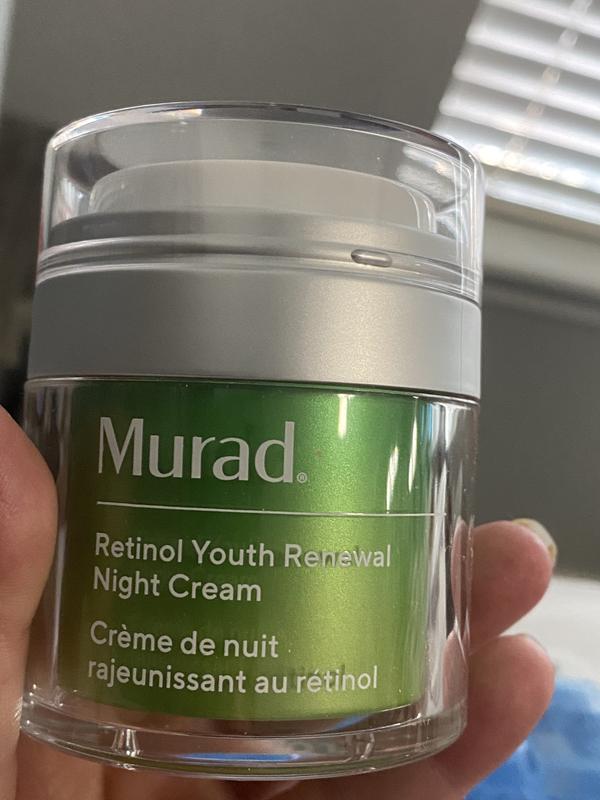 Murad®
Retinol Youth Renewal
Night Cream
Crème de nuit
rajeunissant au rétinol